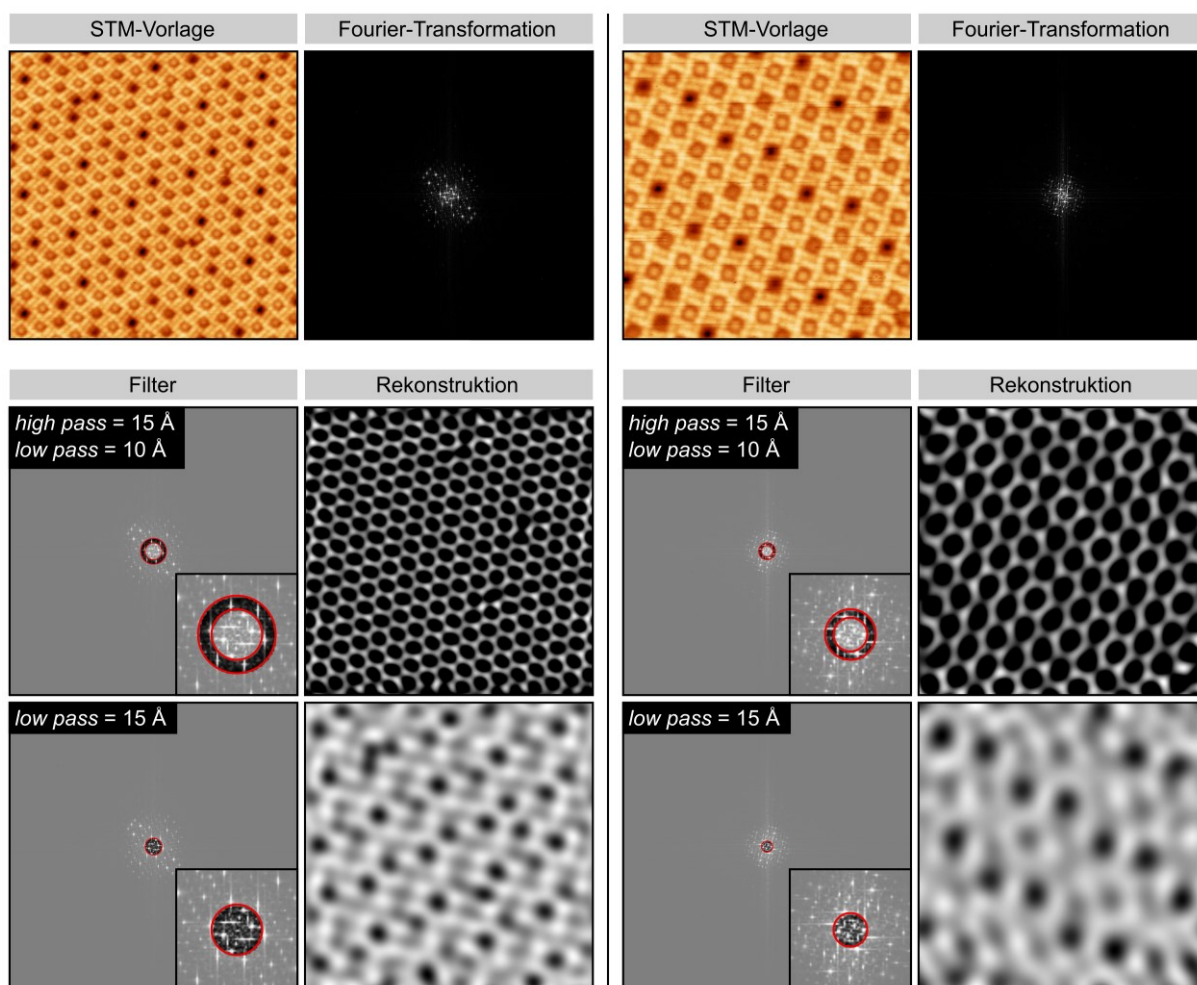 STM-Vorlage
Fourier-Transformation
STM-Vorlage
Fourier-Transformation
Filter
Rekonstruktion
Filter
Rekonstruktion
high pass = 15 Å
low pass = 10 Å
high pass = 15 Å
low pass = 10 Å
low pass = 15 Å
low pass = 15 Å